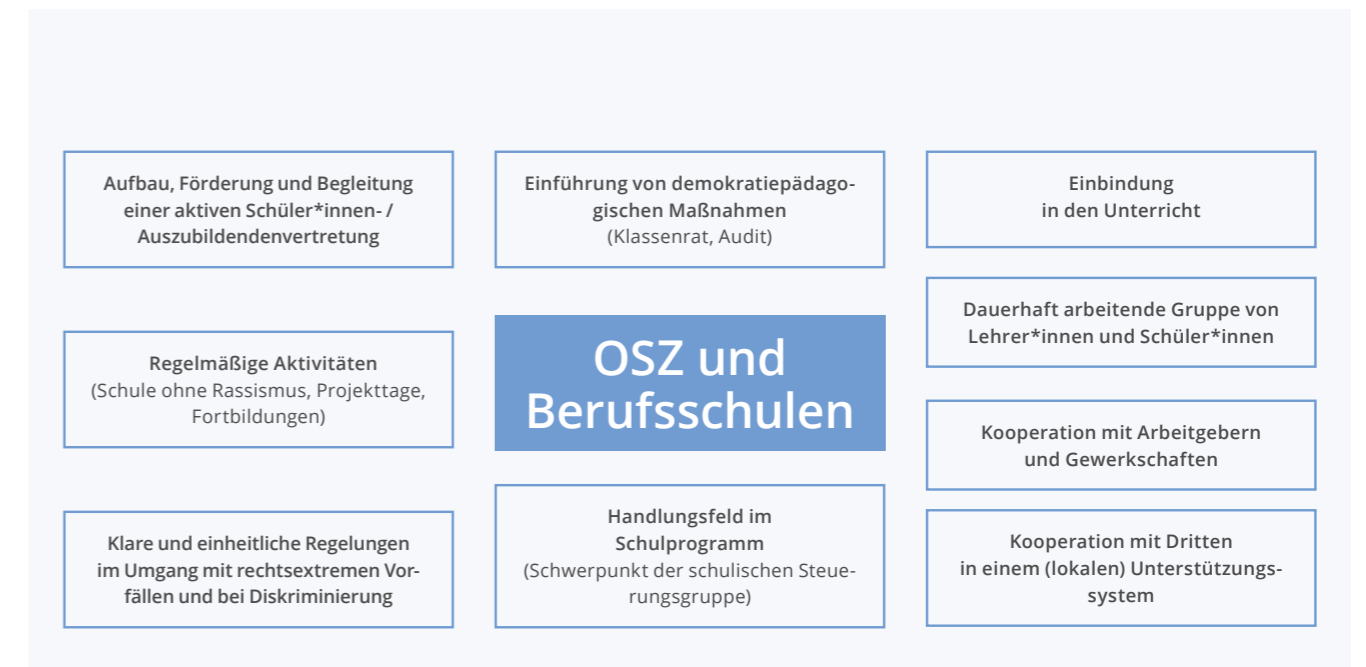 Aufbau, Förderung und Begleitung
einer aktiven Schüler*innen- /
Auszubildendenvertretung
Einführung von demokratiepädago-
gischen Maßnahmen
(Klassenrat, Audit)
Einbindung
in den Unterricht
Dauerhaft arbeitende Gruppe von
Lehrer*innen und Schüler*innen
Regelmäßige Aktivitäten
(Schule ohne Rassismus, Projekttage,
Fortbildungen)
OSZ und
Berufsschulen
Kooperation mit Arbeitgebern
und Gewerkschaften
Klare und einheitliche Regelungen
im Umgang mit rechtsextremen Vor-
fällen und bei Diskriminierung
Handlungsfeld im
Schulprogramm
(Schwerpunkt der schulischen Steue-
rungsgruppe)
Kooperation mit Dritten
in einem (lokalen) Unterstützungs-
system